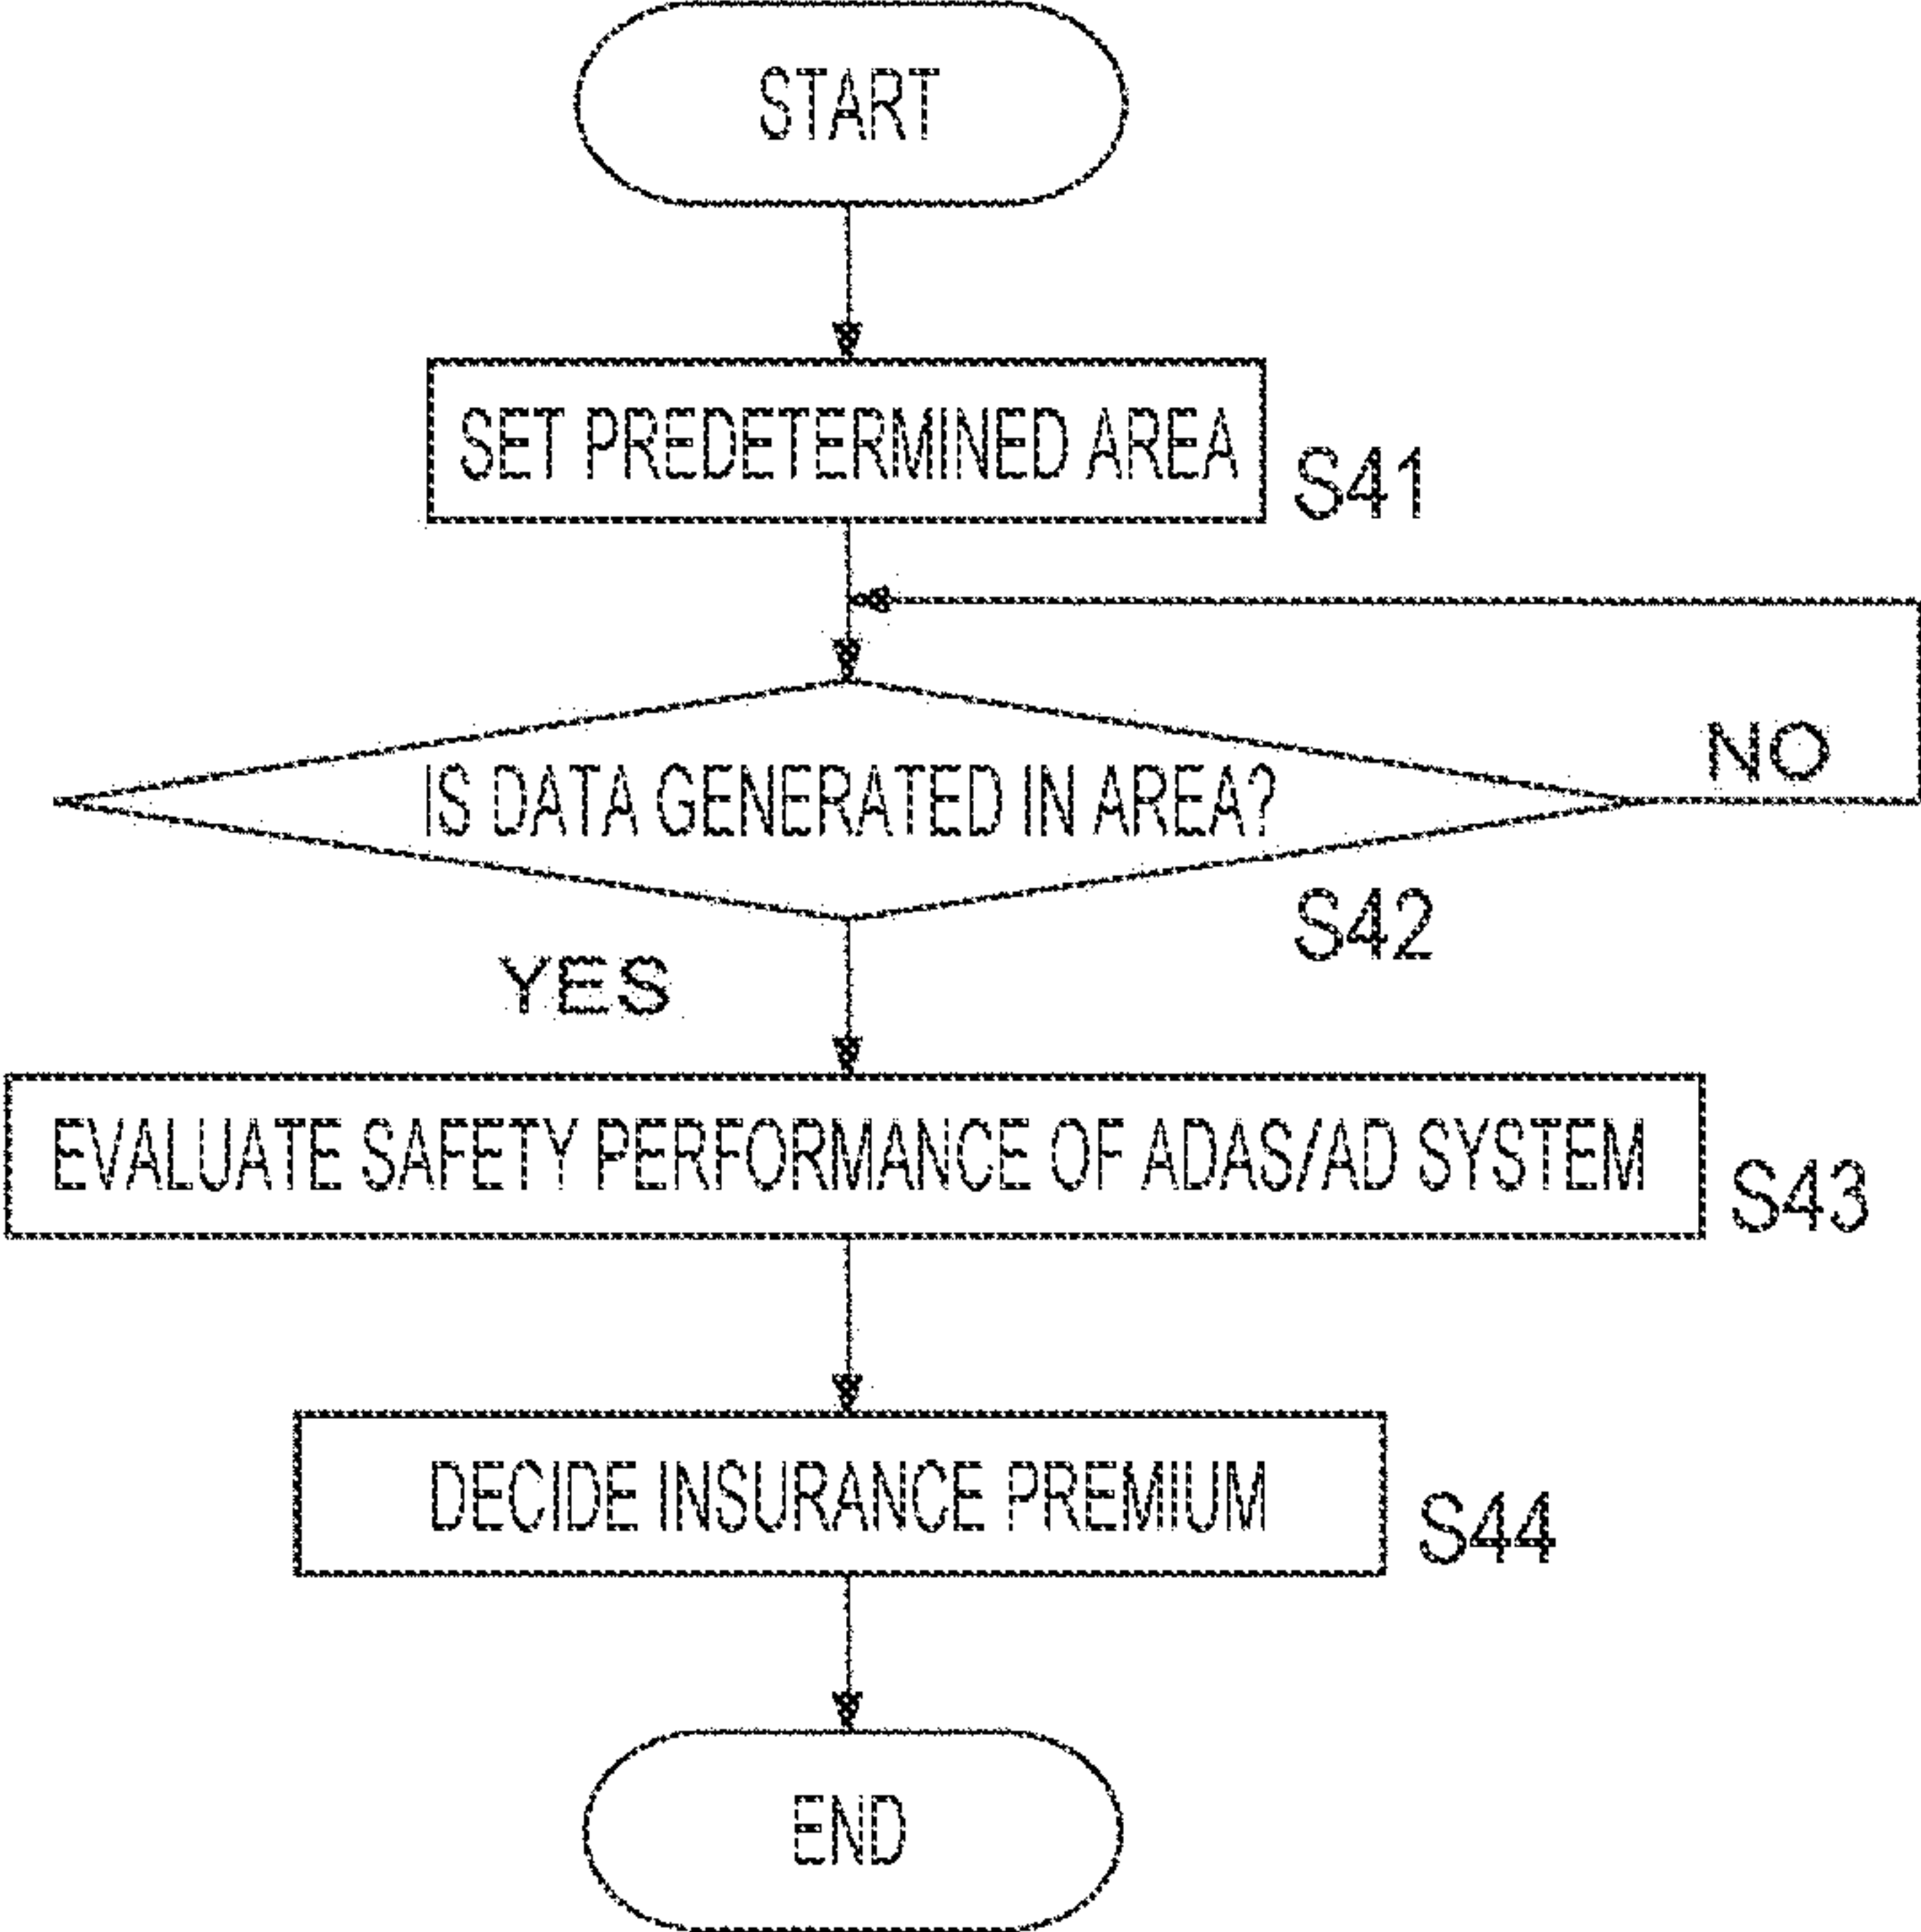 START
SET PREDETERMINED AREA
S41
IS DATA GENERATED IN AREA?
NO
S42
YES
EVALUATE SAFETY PERFORMANCE OF ADAS/AD SYSTEM
S43
DECIDE INSURANCE PREMIUM
S44
END